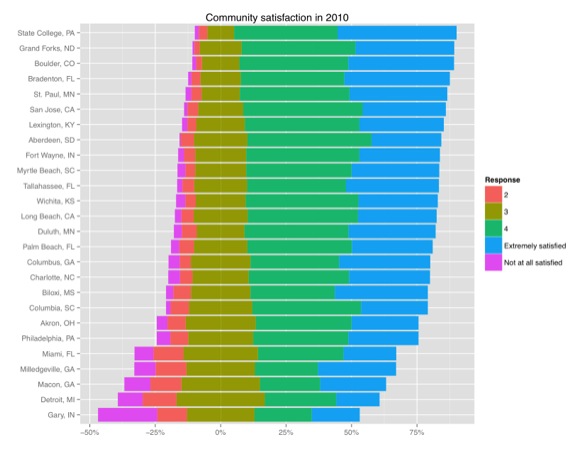 Community satisfaction in 2010
State College, PA
Grand Forks, ND
Boulder, CO
Bradenton, FL
St. Paul, MN
San Jose, CA
Lexington, KY
Aberdeen, SD
Fort Wayne, IN
Myrtle Beach, SC
Tallahassee, FL
Wichita, KS
Long Beach, CA
Duluth, MN
Palm Beach, FL
Columbus, GA
Charlotte, NC
Biloxi, MS
Columbia, SC
Akron, OH
Philadelphia, PA
Miami, FL
Milledgeville, GA
Macon, GA
Detroit, MI
Gary, IN
−50% −25% 0% 25% 50% 75%
Response
2
3
4
Extremely satisfied
Not at all satisfied